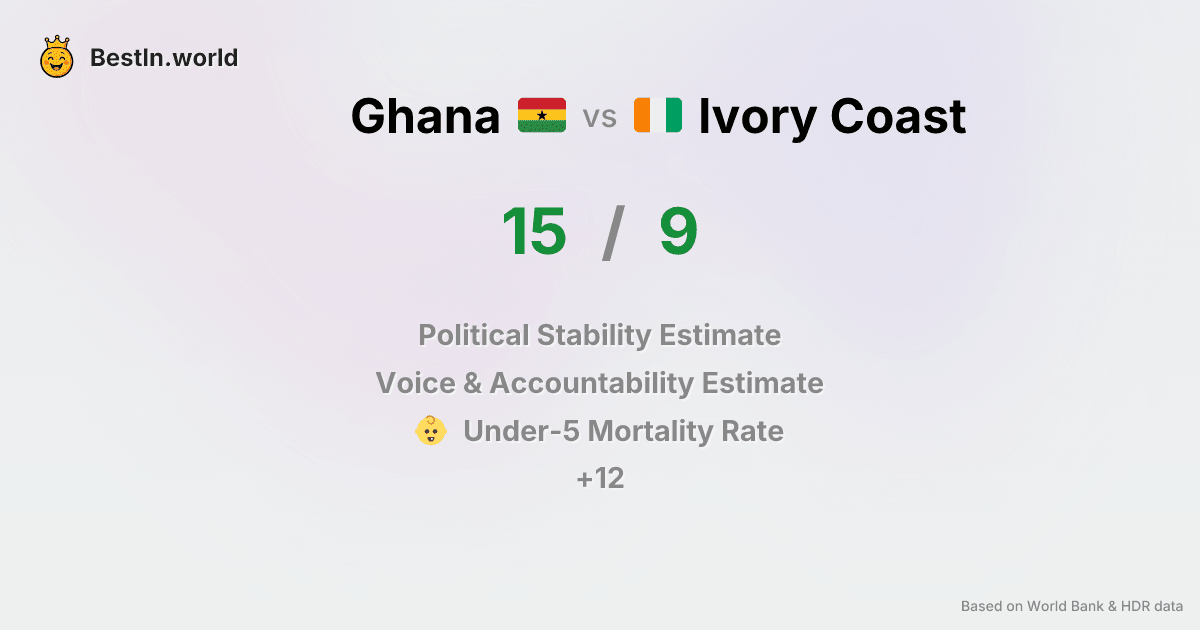 BestIn.world
Ghana vs Ivory Coast
15 / 9
Political Stability Estimate
Voice & Accountability Estimate
Under-5 Mortality Rate
+12
Based on World Bank & HDR data